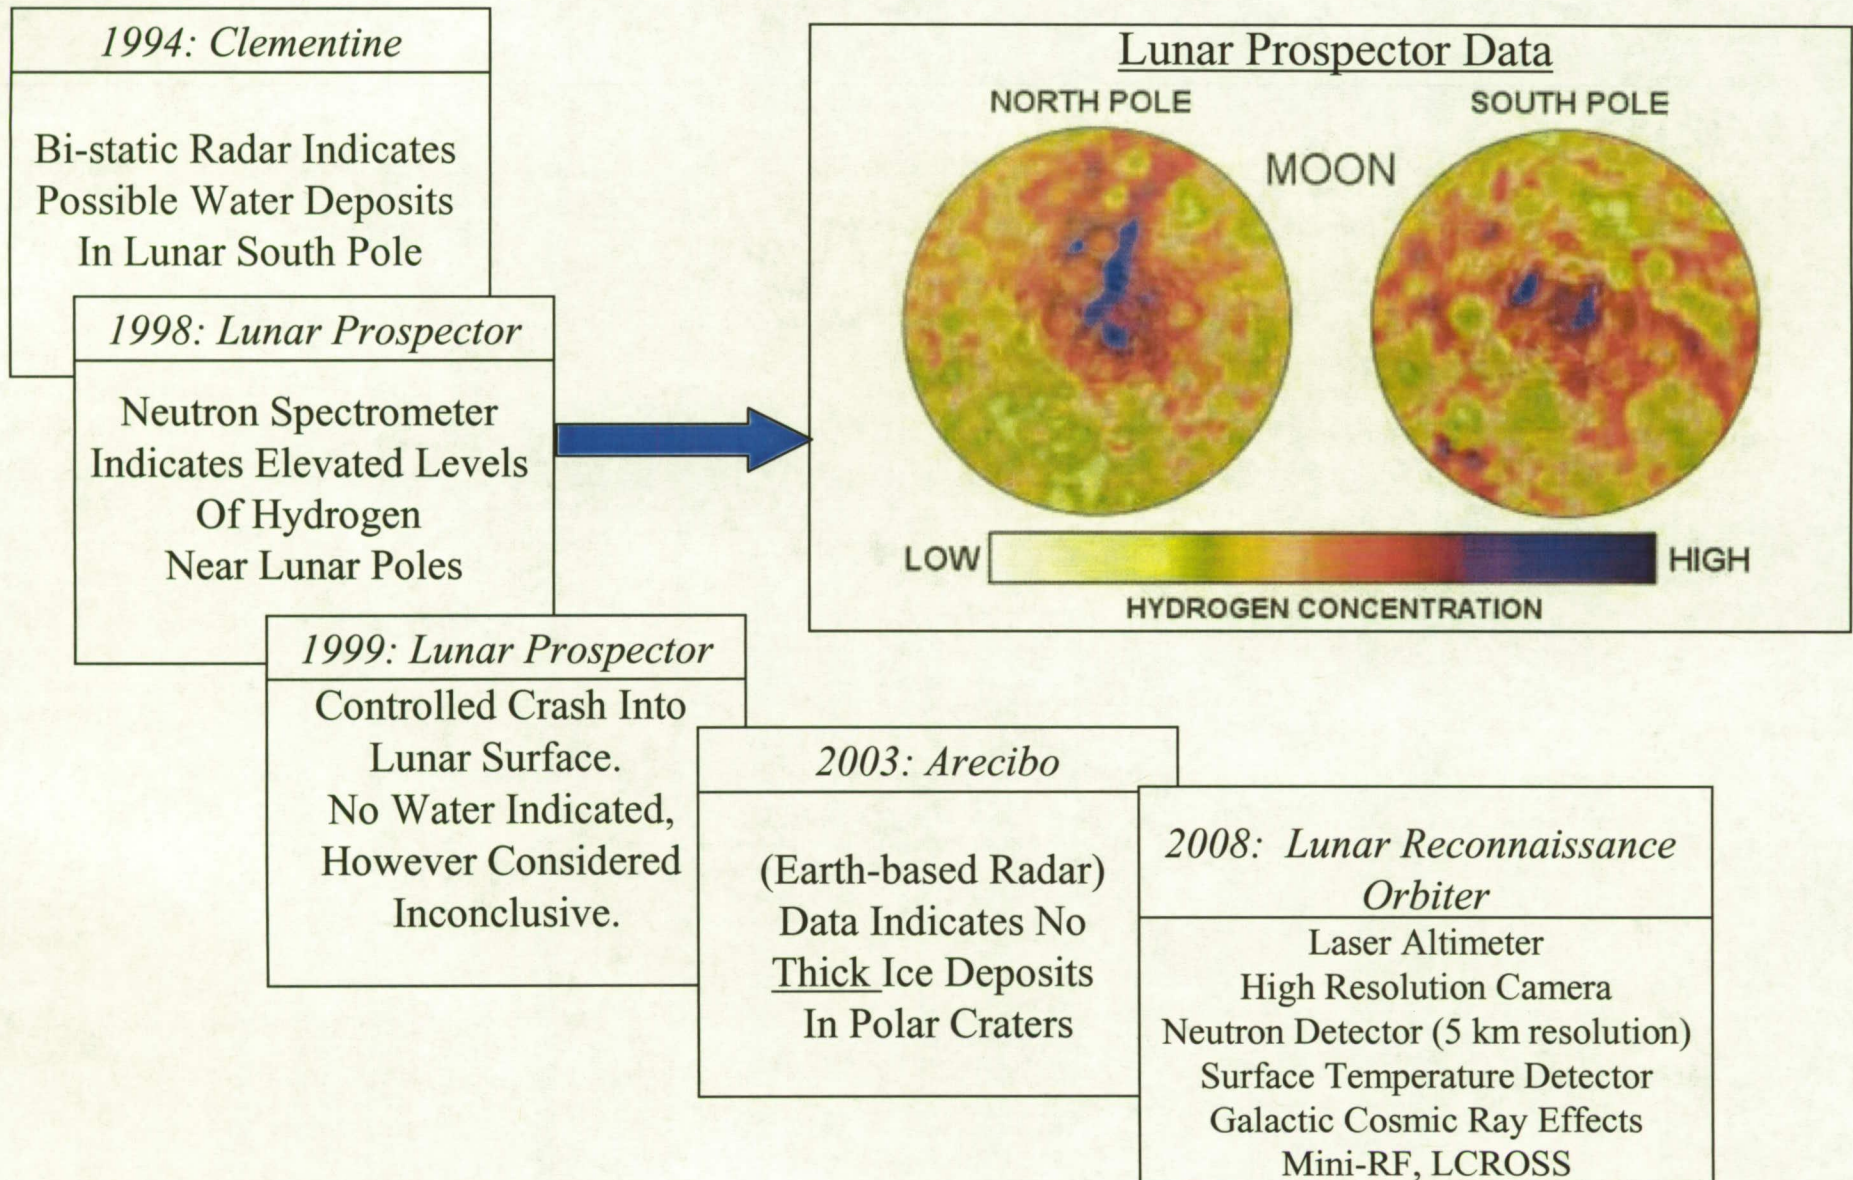 1994: Clementine
Bi-static Radar Indicates
Possible Water Deposits
In Lunar South Pole
1998: Lunar Prospector
Neutron Spectrometer
Indicates Elevated Levels
Of Hydrogen
Near Lunar Poles
Lunar Prospector Data
NORTH POLE
SOUTH POLE
MOON
LOW
HIGH
HYDROGEN CONCENTRATION
1999: Lunar Prospector
Controlled Crash Into
Lunar Surface.
No Water Indicated,
However Considered
Inconclusive.
2003: Arecibo
(Earth-based Radar)
Data Indicates No
Thick Ice Deposits
In Polar Craters
2008: Lunar Reconnaissance
Orbiter
Laser Altimeter
High Resolution Camera
Neutron Detector (5 km resolution)
Surface Temperature Detector
Galactic Cosmic Ray Effects
Mini-RF, LCROSS